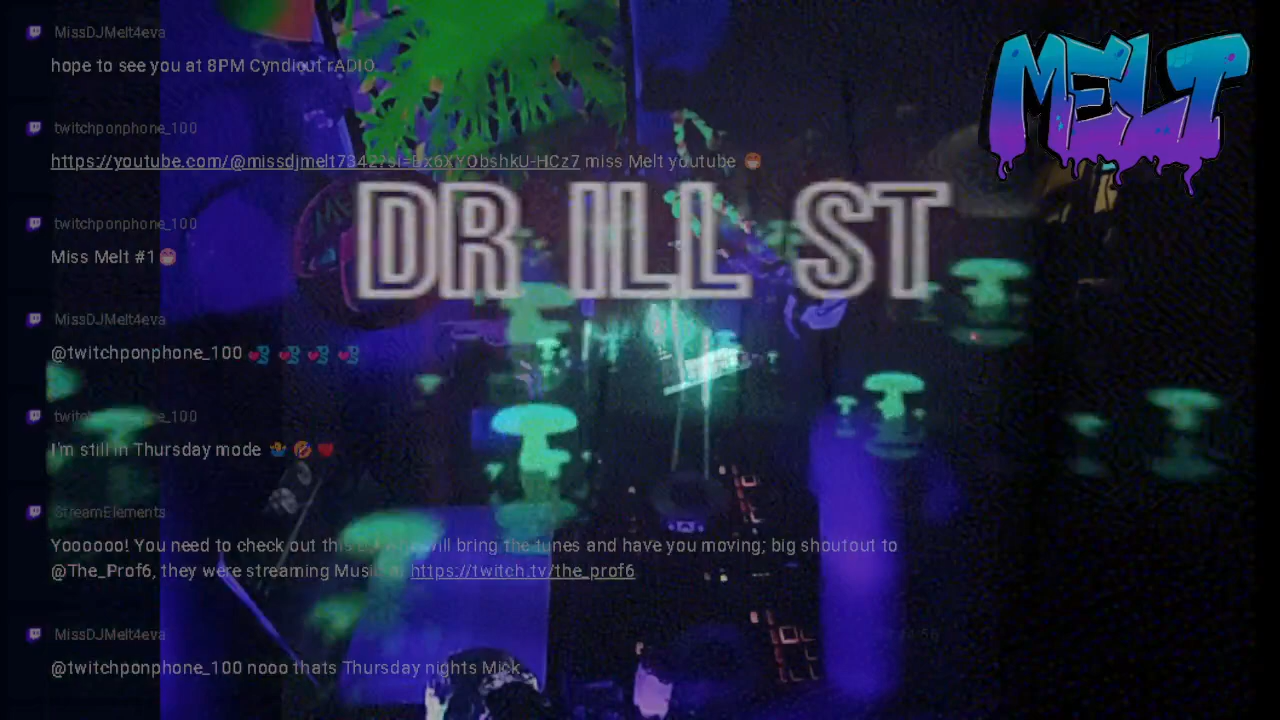 MissDJMelt4eva
hope to see you at 8PM Cyndicut rADIO
MELT
twitchponphone_100
https://youtube.com/@missdjmelt7342?si=Bx6XYObshkU-HCz7 miss Melt youtube
DR ILL ST
twitchponphone_100
Miss Melt #1
MissDJMelt4eva
@twitchponphone_100
twitchponphone_100
I'm still in Thursday mode
StreamElements
Yoooooo! You need to check out this will bring the tunes and have you moving; big shoutout to
@The_Prof6, they were streaming Music at https://twitch.tv/the_prof6
MissDJMelt4eva
@twitchponphone_100 nooo thats Thursday nights Mick